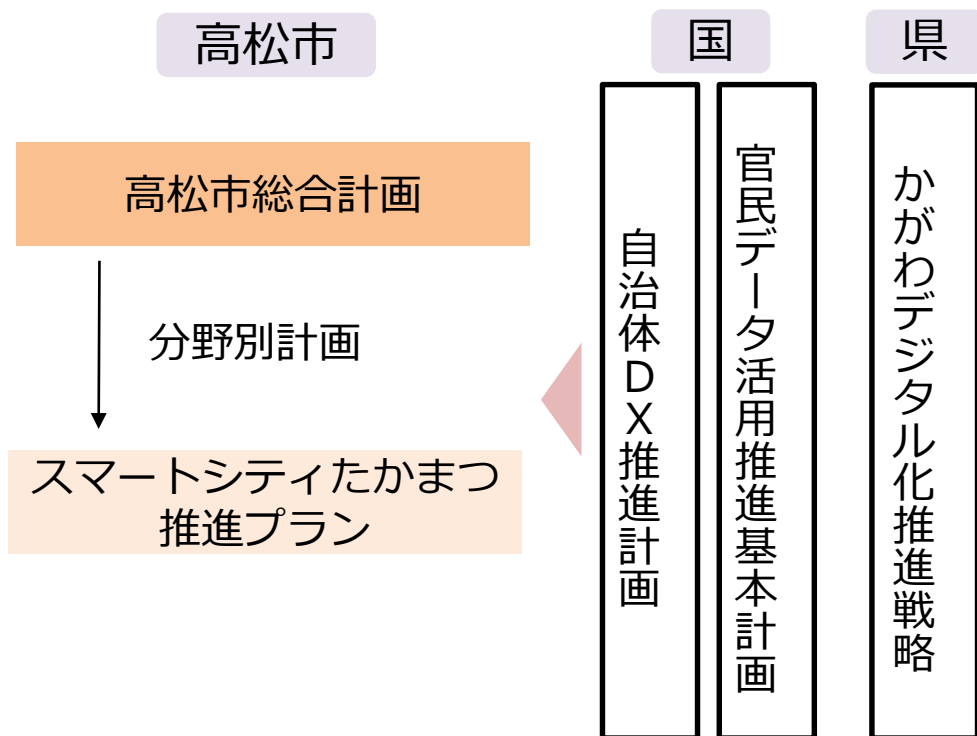 高松市
国
県
高松市総合計画
分野別計画
スマートシティたかまつ
推進プラン
自治体DX推進計画
官民データ活用推進基本計画
かがわデジタル化推進戦略